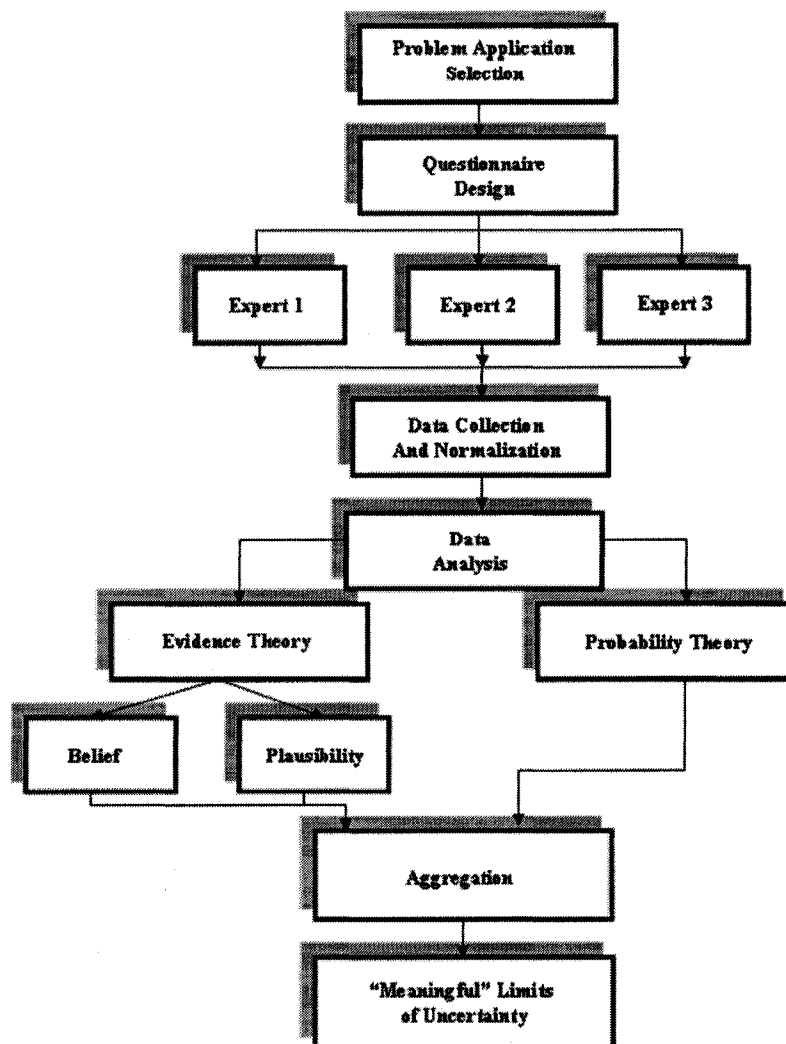 Problem Application
Selection
Questionnaire
Design
Expert 1
Expert 2
Expert 3
Data Collection
And Normalization
Data
Analysis
Evidence Theory
Probability Theory
Belief
Plausibility
Aggregation
“Meaningful” Limits
of Uncertainty